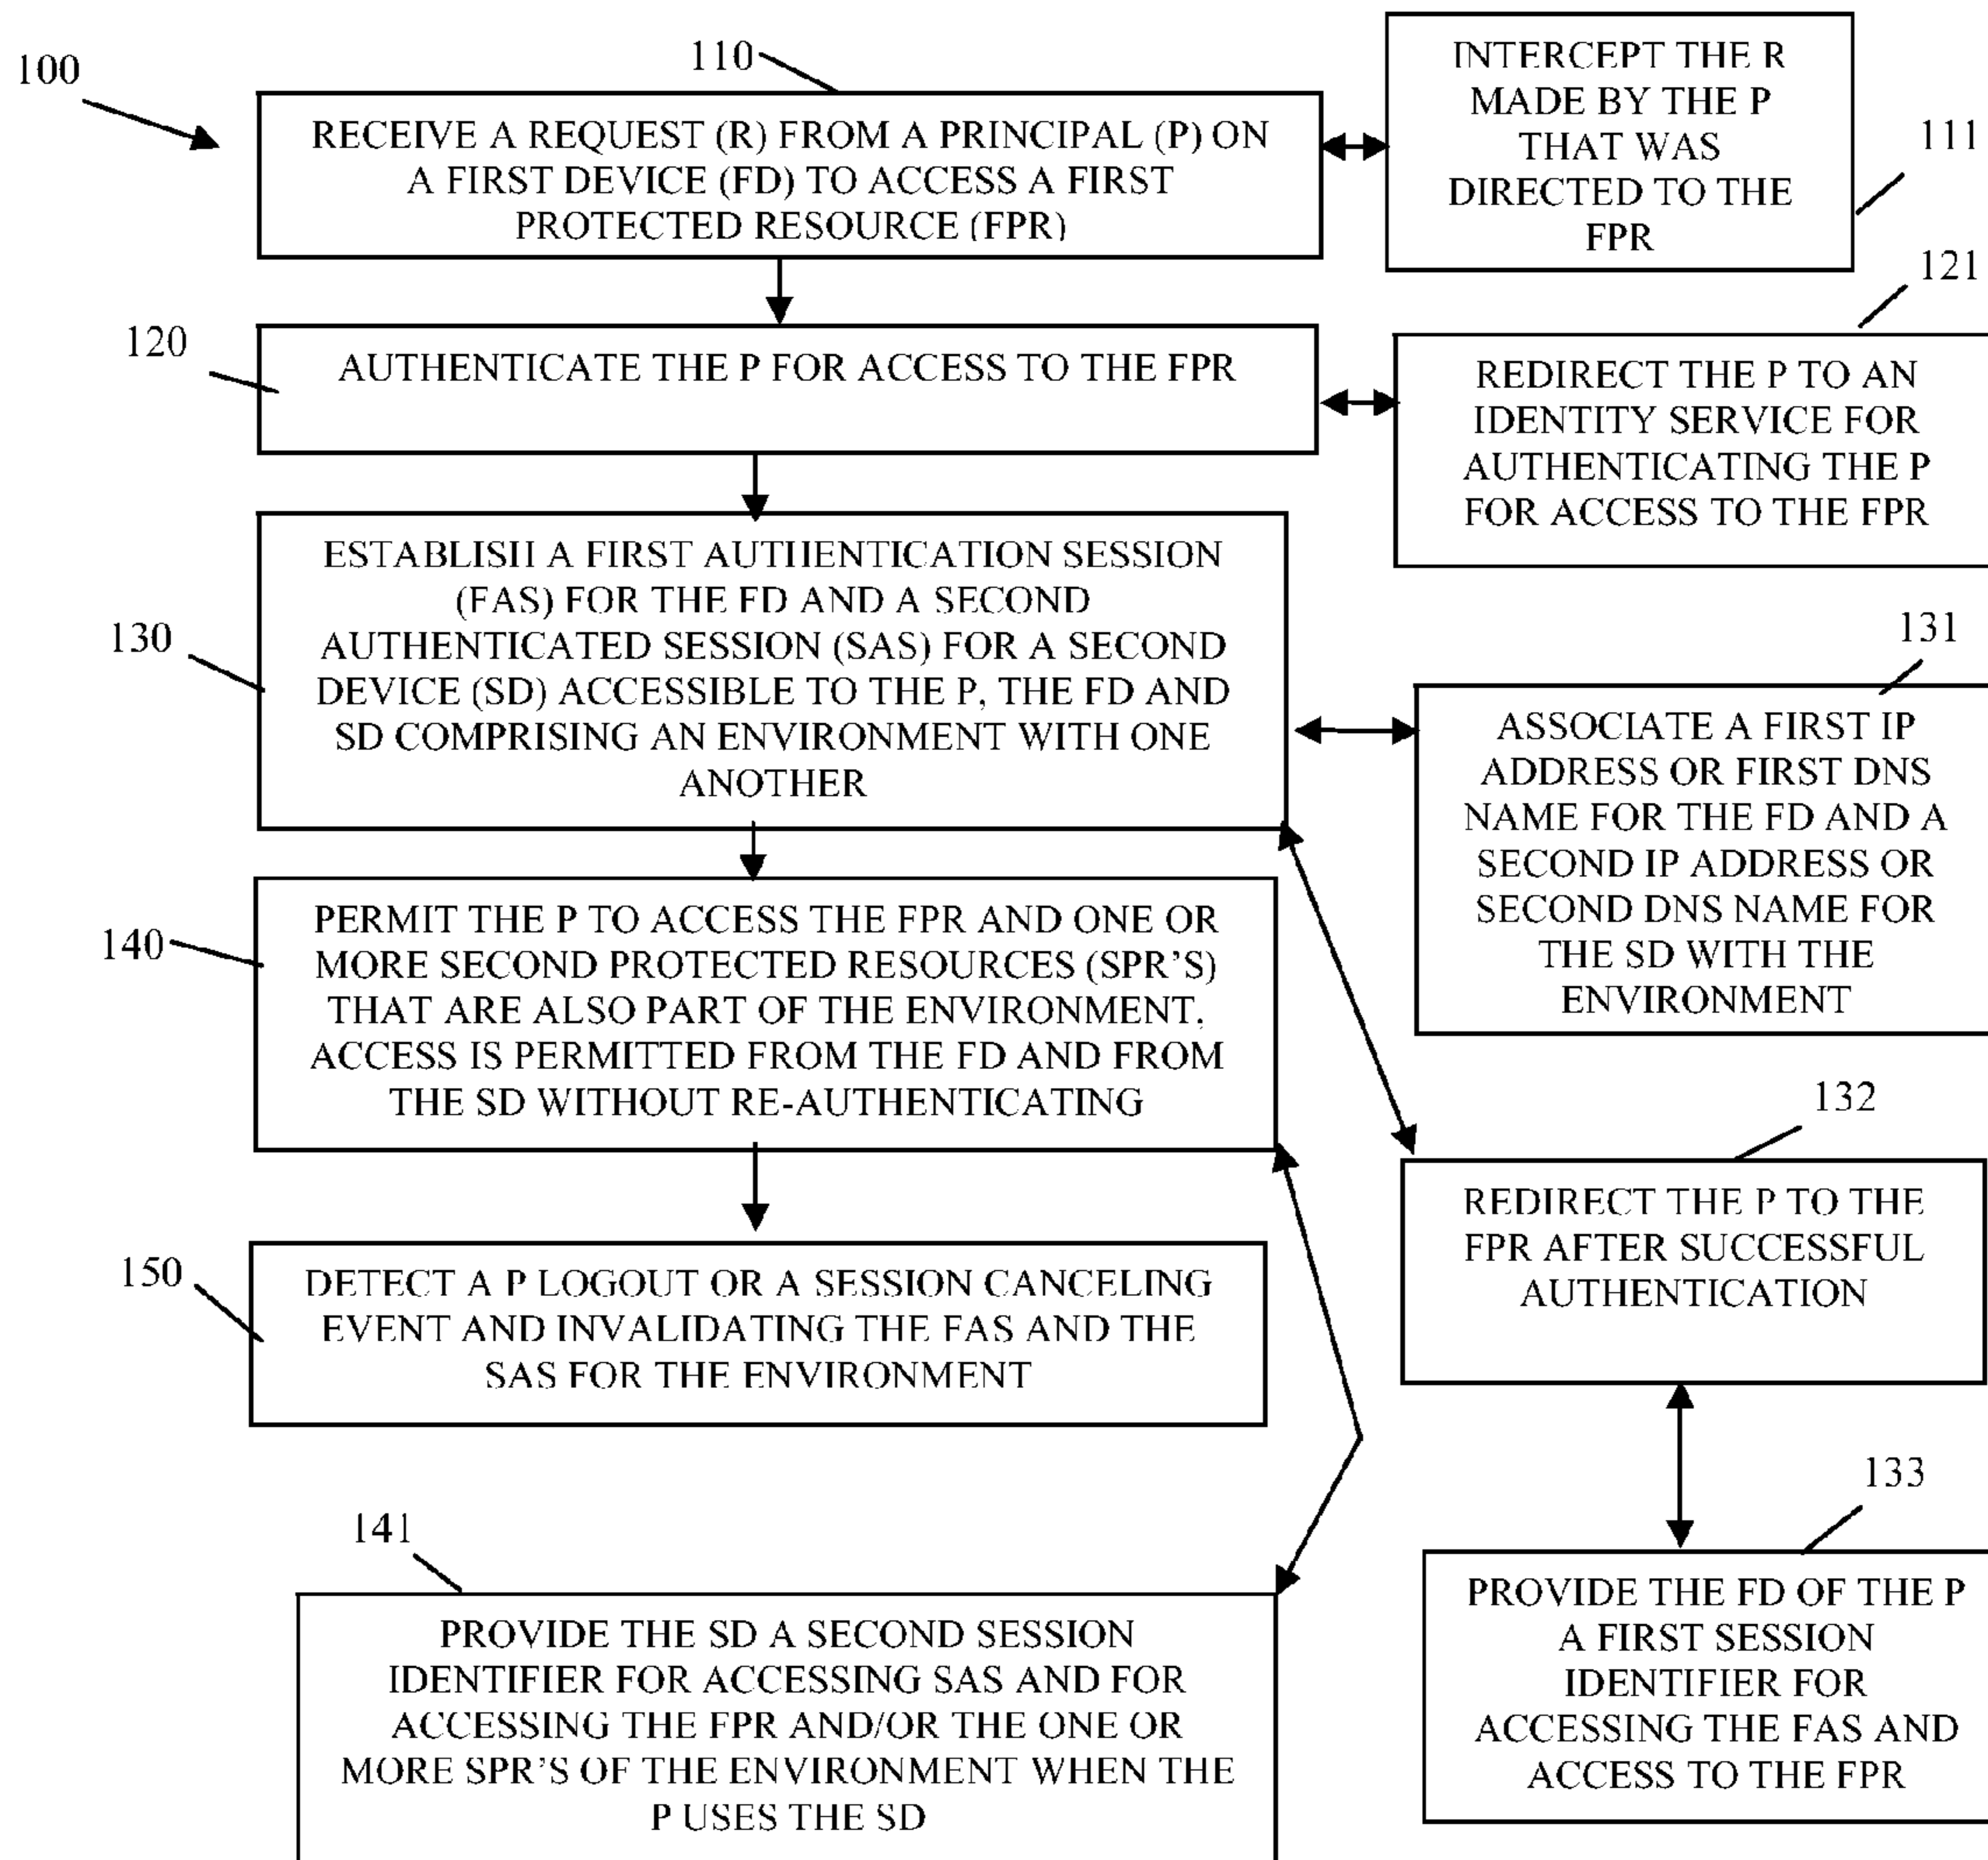 100
110
RECEIVE A REQUEST (R) FROM A PRINCIPAL (P) ON
A FIRST DEVICE (FD) TO ACCESS A FIRST
PROTECTED RESOURCE (FPR)
INTERCEPT THE R
MADE BY THE P
THAT WAS
DIRECTED TO THE
FPR
111
120
AUTHENTICATE THE P FOR ACCESS TO THE FPR
121
REDIRECT THE P TO AN
IDENTITY SERVICE FOR
AUTHENTICATING THE P
FOR ACCESS TO THE FPR
130
ESTABLISH A FIRST AUTHENTICATION SESSION
(FAS) FOR THE FD AND A SECOND
AUTHENTICATED SESSION (SAS) FOR A SECOND
DEVICE (SD) ACCESSIBLE TO THE P, THE FD AND
SD COMPRISING AN ENVIRONMENT WITH ONE
ANOTHER
131
ASSOCIATE A FIRST IP
ADDRESS OR FIRST DNS
NAME FOR THE FD AND A
SECOND IP ADDRESS OR
SECOND DNS NAME FOR
THE SD WITH THE
ENVIRONMENT
140
PERMIT THE P TO ACCESS THE FPR AND ONE OR
MORE SECOND PROTECTED RESOURCES (SPR'S)
THAT ARE ALSO PART OF THE ENVIRONMENT,
ACCESS IS PERMITTED FROM THE FD AND FROM
THE SD WITHOUT RE-AUTHENTICATING
132
REDIRECT THE P TO THE
FPR AFTER SUCCESSFUL
AUTHENTICATION
150
DETECT A P LOGOUT OR A SESSION CANCELING
EVENT AND INVALIDATING THE FAS AND THE
SAS FOR THE ENVIRONMENT
133
PROVIDE THE FD OF THE P
A FIRST SESSION
IDENTIFIER FOR
ACCESSING THE FAS AND
ACCESS TO THE FPR
141
PROVIDE THE SD A SECOND SESSION
IDENTIFIER FOR ACCESSING SAS AND FOR
ACCESSING THE FPR AND/OR THE ONE OR
MORE SPR'S OF THE ENVIRONMENT WHEN THE
P USES THE SD